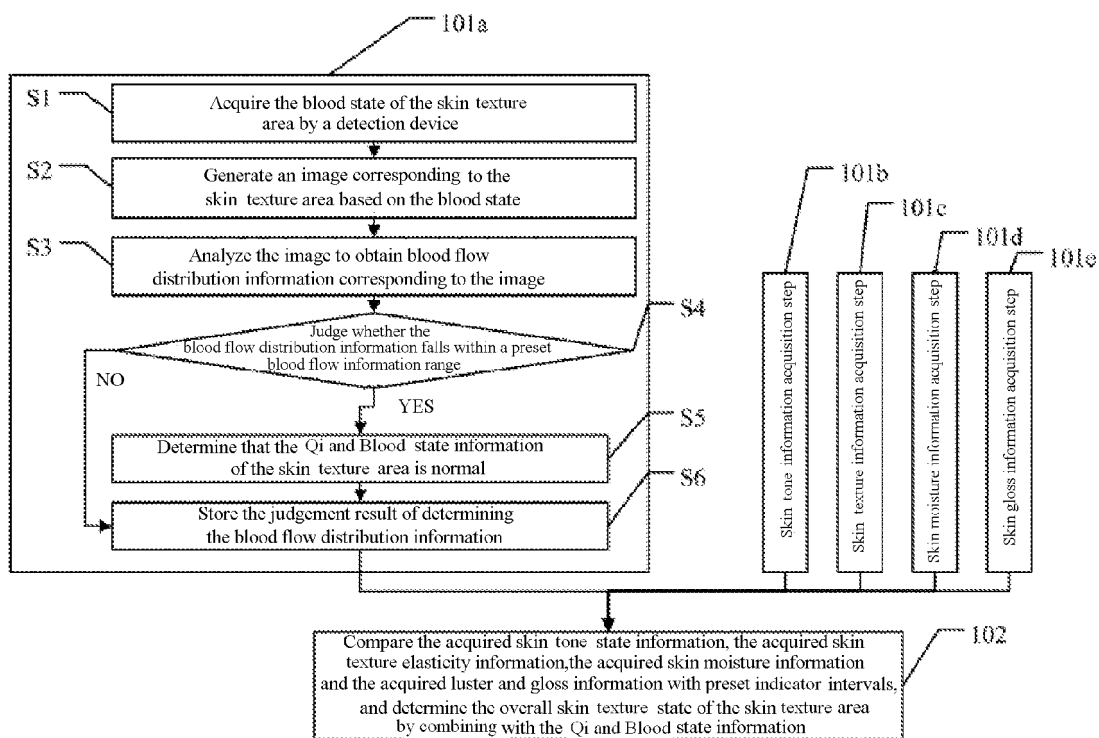 101a
S1
Acquire the blood state of the skin texture
area by a detection device
S2
Generate an image corresponding to the
skin texture area based on the blood state
S3
Analyze the image to obtain blood flow
distribution information corresponding to the image
S4
Judge whether the
blood flow distribution information falls within a preset
blood flow information range
NO
YES
S5
Determine that the Qi and Blood state information
of the skin texture area is normal
S6
Store the judgement result of determining
the blood flow distribution information
101b
Skin tone information acquisition step
101c
Skin texture information acquisition step
101d
Skin moisture information acquisition step
101e
Skin gloss information acquisition step
102
Compare the acquired skin tone state information, the acquired skin
texture elasticity information,the acquired skin moisture information
and the acquired luster and gloss information with preset indicator intervals,
and determine the overall skin texture state of the skin texture area
by combining with the Qi and Blood state information